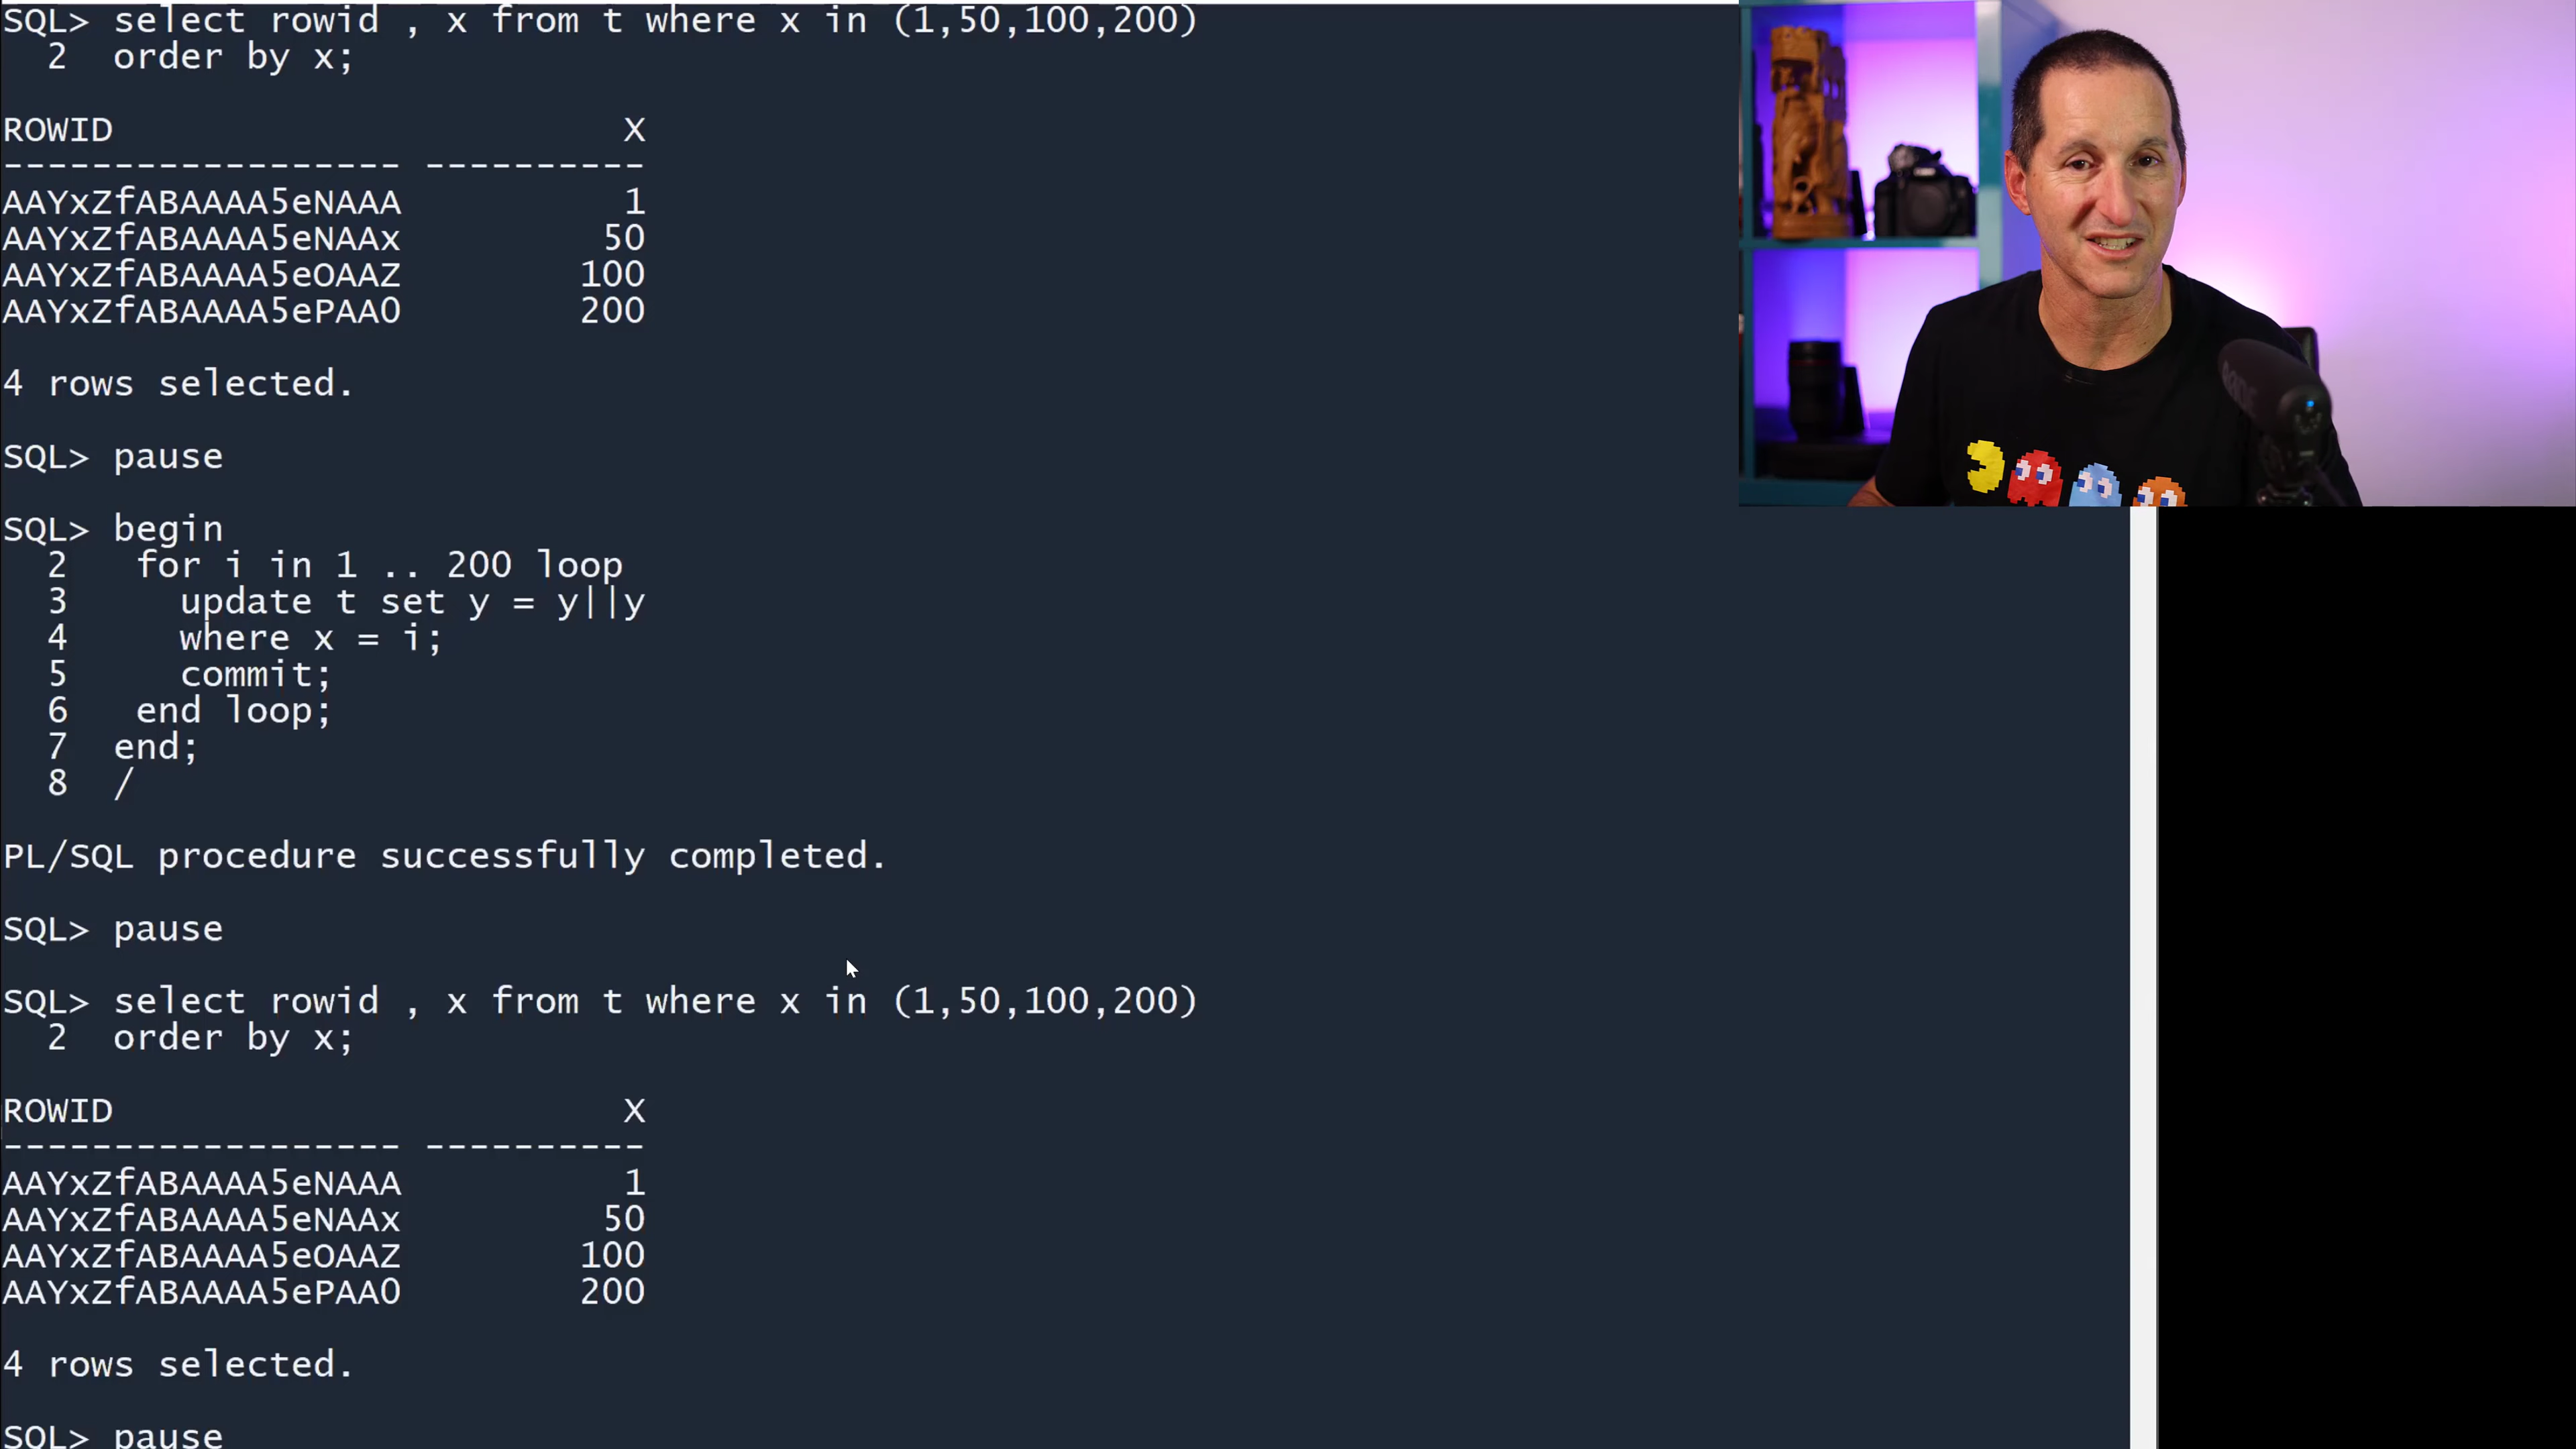 SQL> select rowid , x from t where x in (1,50,100,200)
  2  order by x;
ROWID                       X
------------------ ----------
AAYxZfABAAAA5eNAAA          1
AAYxZfABAAAA5eNAAx         50
AAYxZfABAAAA5eOAAZ        100
AAYxZfABAAAA5ePAA0        200
4 rows selected.
SQL> pause
SQL> begin
  2   for i in 1 .. 200 loop
  3     update t set y = y||y
  4     where x = i;
  5     commit;
  6   end loop;
  7  end;
  8  /
PL/SQL procedure successfully completed.
SQL> pause
SQL> select rowid , x from t where x in (1,50,100,200)
  2  order by x;
ROWID                       X
------------------ ----------
AAYxZfABAAAA5eNAAA          1
AAYxZfABAAAA5eNAAx         50
AAYxZfABAAAA5eOAAZ        100
AAYxZfABAAAA5ePAA0        200
4 rows selected.
SQL> pause
RODE